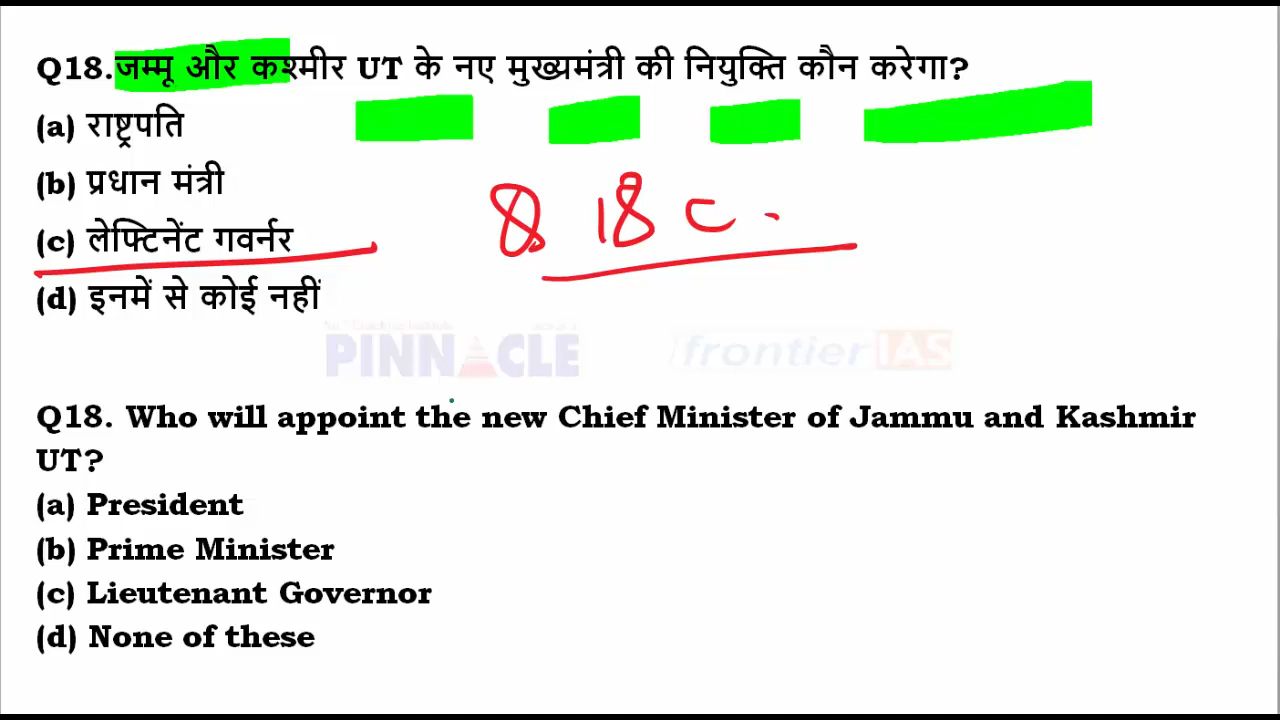 Q18.जम्मू और कश्मीर UT के नए मुख्यमंत्री की नियुक्ति कौन करेगा?
(a) राष्ट्रपति
(b) प्रधान मंत्री
(c) लेफ्टिनेंट गवर्नर
(d) इनमें से कोई नहीं
8. 18 C -
PINNACLE frontier IAS
Q18. Who will appoint the new Chief Minister of Jammu and Kashmir
UT?
(a) President
(b) Prime Minister
(c) Lieutenant Governor
(d) None of these